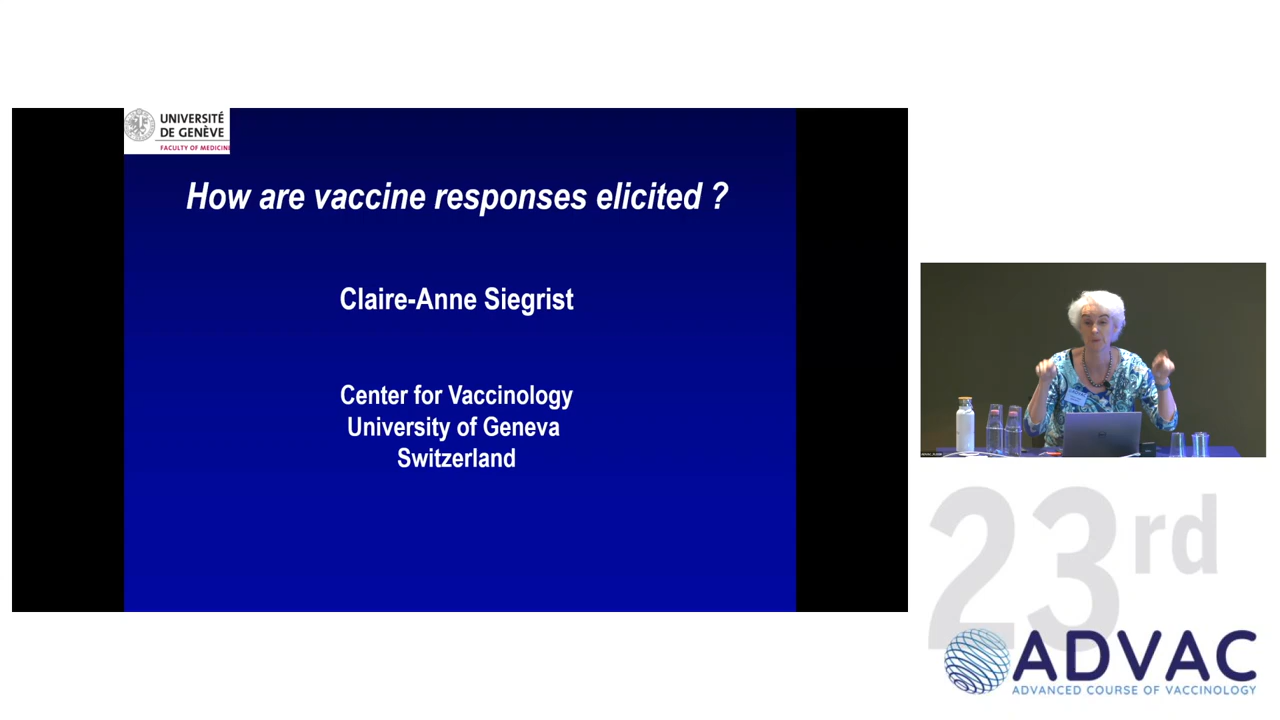 UNIVERSITÉ
DE GENÈVE
FACULTY OF MEDICIN
How are vaccine responses elicited ?
Claire-Anne Siegrist
Center for Vaccinology
University of Geneva
Switzerland
23rd
ADVAC
ADVANCED COURSE OF VACCINOLOGY